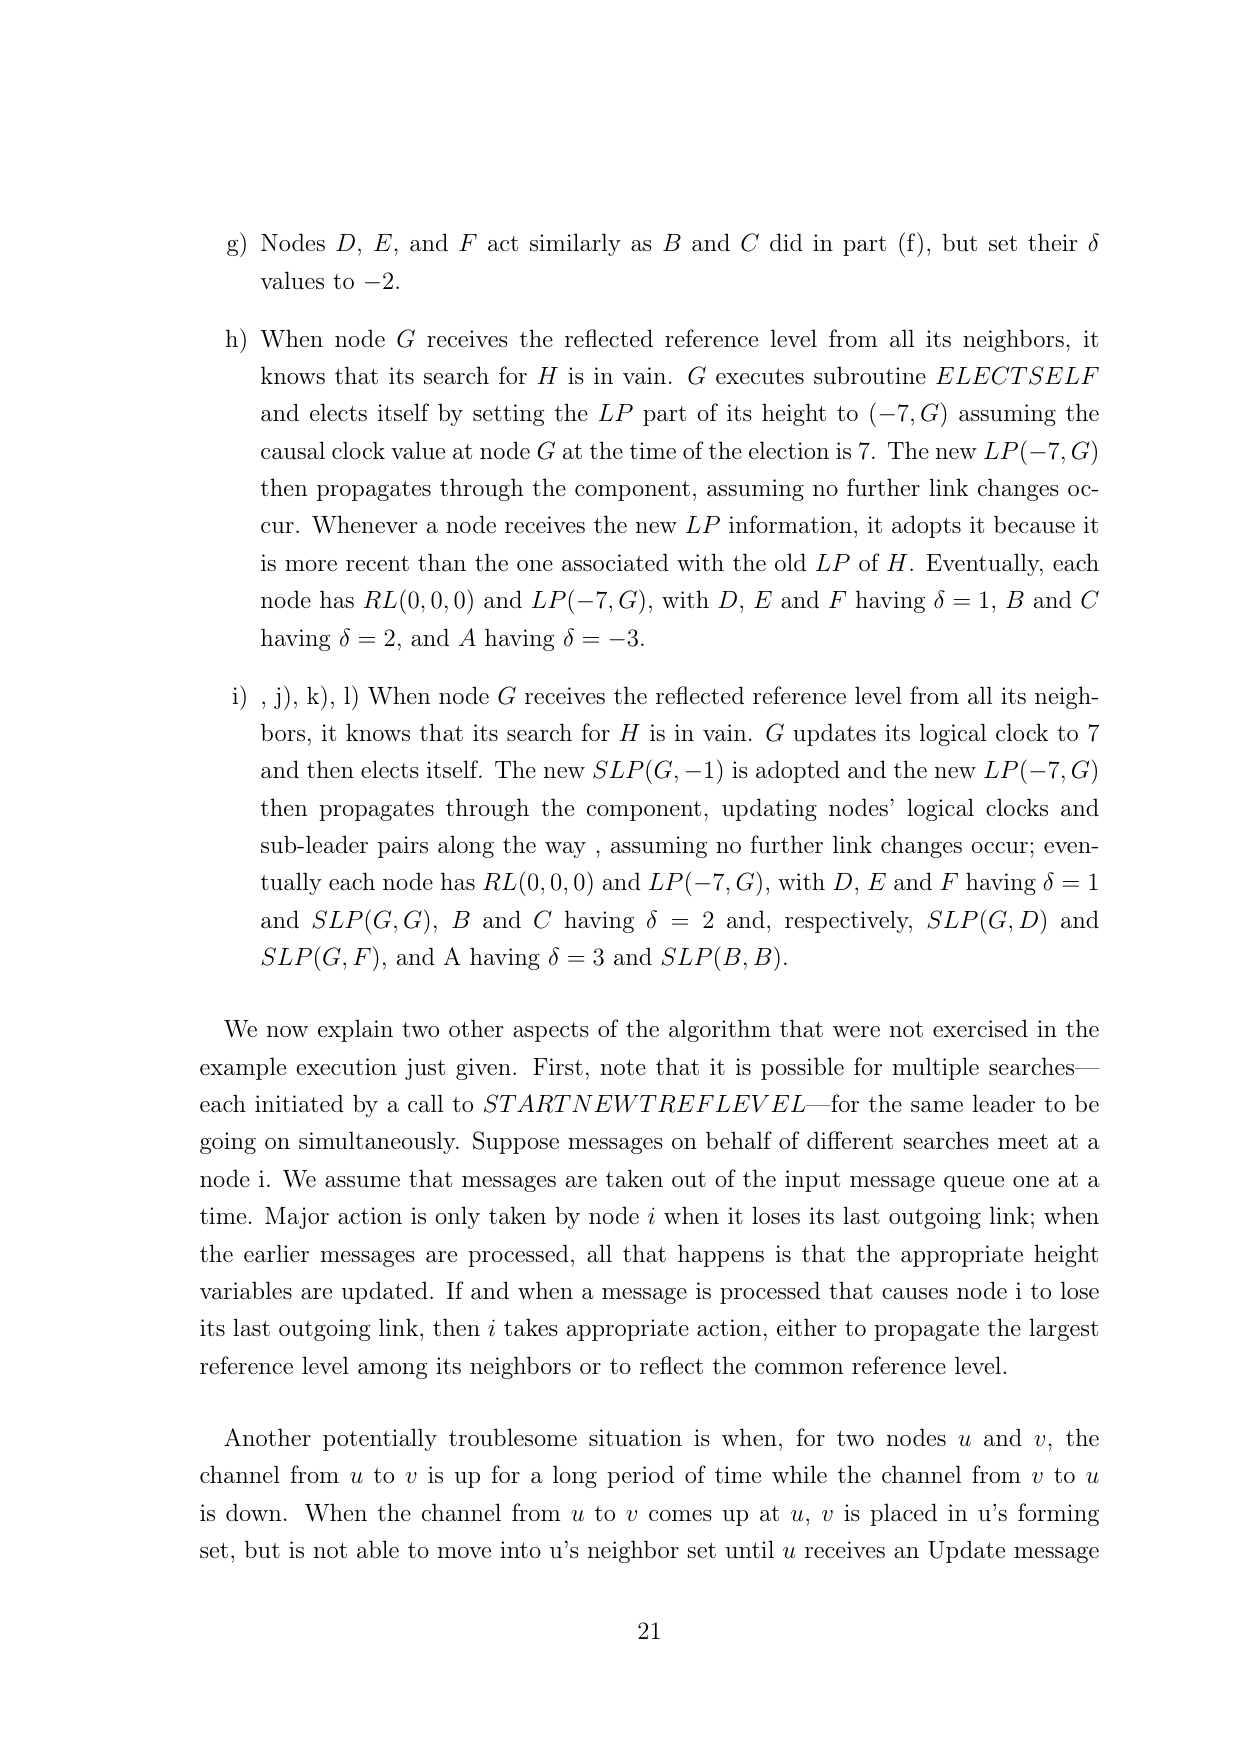 g) Nodes D, E, and F act similarly as B and C did in part (f), but set their δ
values to −2.
h) When node G receives the reflected reference level from all its neighbors, it
knows that its search for H is in vain. G executes subroutine ELECTSELF
and elects itself by setting the LP part of its height to (−7, G) assuming the
causal clock value at node G at the time of the election is 7. The new LP(−7, G)
then propagates through the component, assuming no further link changes oc-
cur. Whenever a node receives the new LP information, it adopts it because it
is more recent than the one associated with the old LP of H. Eventually, each
node has RL(0, 0, 0) and LP(−7, G), with D, E and F having δ = 1, B and C
having δ = 2, and A having δ = −3.
i) , j), k), l) When node G receives the reflected reference level from all its neigh-
bors, it knows that its search for H is in vain. G updates its logical clock to 7
and then elects itself. The new SLP(G, −1) is adopted and the new LP(−7, G)
then propagates through the component, updating nodes’ logical clocks and
sub-leader pairs along the way , assuming no further link changes occur; even-
tually each node has RL(0, 0, 0) and LP(−7, G), with D, E and F having δ = 1
and SLP(G, G), B and C having δ = 2 and, respectively, SLP(G, D) and
SLP(G, F), and A having δ = 3 and SLP(B, B).
We now explain two other aspects of the algorithm that were not exercised in the
example execution just given. First, note that it is possible for multiple searches—
each initiated by a call to STARTNEWTREFLEVEL—for the same leader to be
going on simultaneously. Suppose messages on behalf of different searches meet at a
node i. We assume that messages are taken out of the input message queue one at a
time. Major action is only taken by node i when it loses its last outgoing link; when
the earlier messages are processed, all that happens is that the appropriate height
variables are updated. If and when a message is processed that causes node i to lose
its last outgoing link, then i takes appropriate action, either to propagate the largest
reference level among its neighbors or to reflect the common reference level.
Another potentially troublesome situation is when, for two nodes u and v, the
channel from u to v is up for a long period of time while the channel from v to u
is down. When the channel from u to v comes up at u, v is placed in u’s forming
set, but is not able to move into u’s neighbor set until u receives an Update message
21